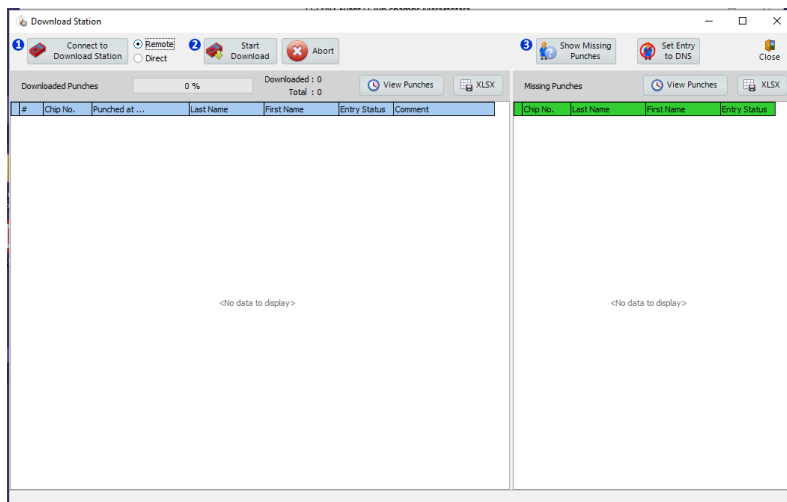 Download Station
1 Connect to
Download Station
Remote
Direct
2 Start
Download
Abort
3 Show Missing
Punches
Set Entry
to DNS
Close
Downloaded Punches
0 %
Downloaded : 0
Total : 0
View Punches
XLSX
Missing Punches
View Punches
XLSX
# Chip No. Punched at ... Last Name First Name Entry Status Comment
Chip No. Last Name First Name Entry Status
<No data to display>
<No data to display>